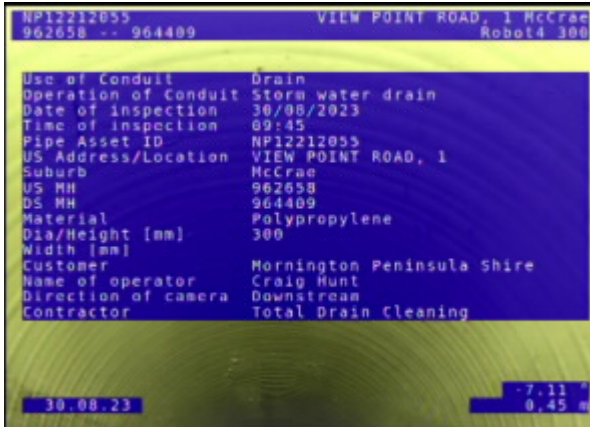 NP12212055 VIEW POINT ROAD, 1 McCrae
962658 -- 964409 Robot4 300
Use of Conduit Drain
Operation of Conduit Storm water drain
Date of inspection 30/08/2023
Time of inspection 09:45
Pipe Asset ID NP12212055
US Address/Location VIEW POINT ROAD, 1
Suburb McCrae
US MH 962658
DS MH 964409
Material Polypropylene
Dia/Height [mm] 300
Width [mm]
Customer Mornington Peninsula Shire
Name of operator Craig Hunt
Direction of camera Downstream
Contractor Total Drain Cleaning
-7.11 °
30.08.23 0.45 m